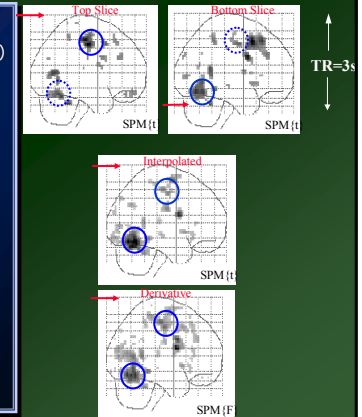 )
Top Slice
Bottom Slice
TR=3s
SPM{t}
SPM{t}
Interpolated
SPM{t}
Derivative
SPM{F